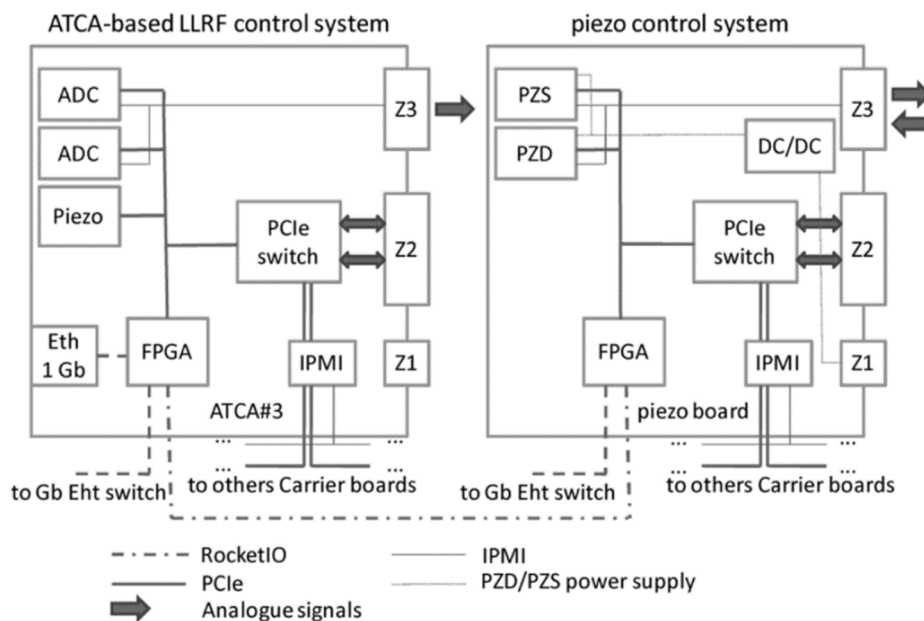 ATCA-based LLRF control system
ADC
ADC
Piezo
Z3
PCIe
switch
Z2
Eth
1 Gb
FPGA
IPMI
Z1
ATCA#3
...
...
...
...
to Gb Eht switch
to others Carrier boards
piezo control system
PZS
PZD
Z3
DC/DC
PCIe
switch
Z2
FPGA
IPMI
Z1
piezo board
...
...
...
...
to Gb Eht switch
to others Carrier boards
RocketIO
PCIe
Analogue signals
IPMI
PZD/PZS power supply